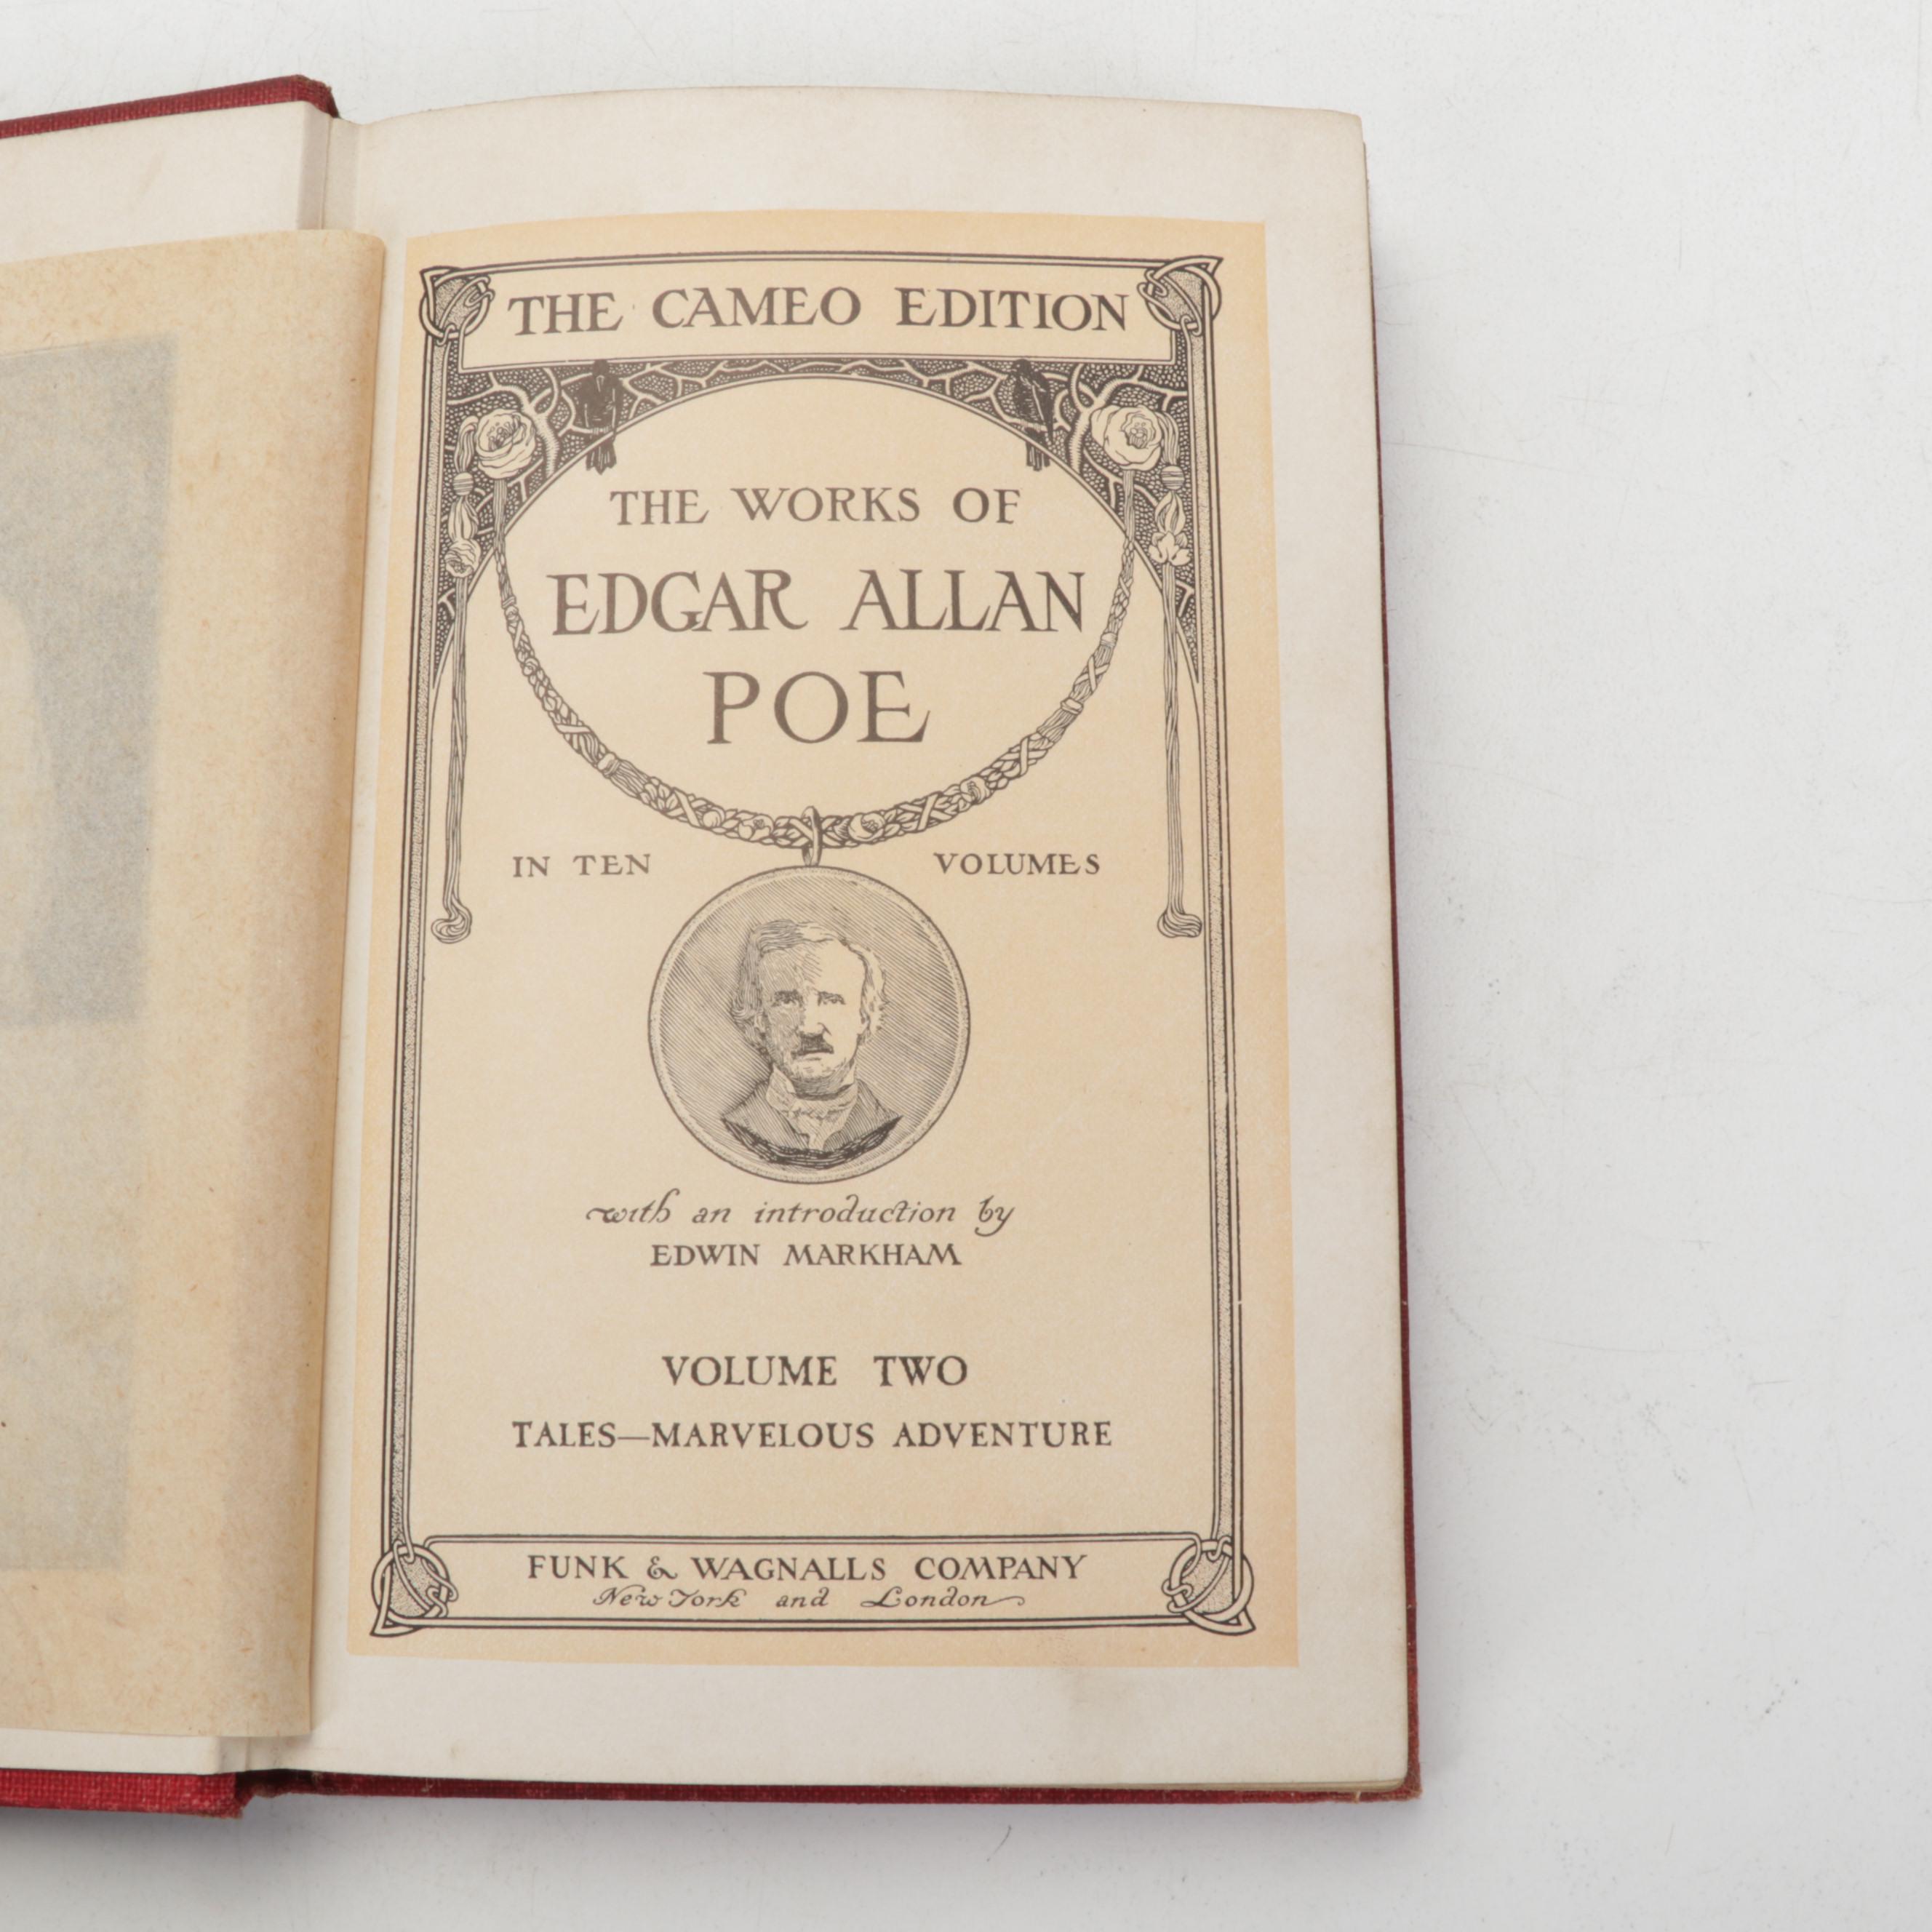 THE CAMEO EDITION
THE WORKS OF
EDGAR ALLAN
POE
IN TEN VOLUMES
with an introduction by
EDWIN MARKHAM
VOLUME TWO
TALES—MARVELOUS ADVENTURE
FUNK & WAGNALLS COMPANY
New York and London